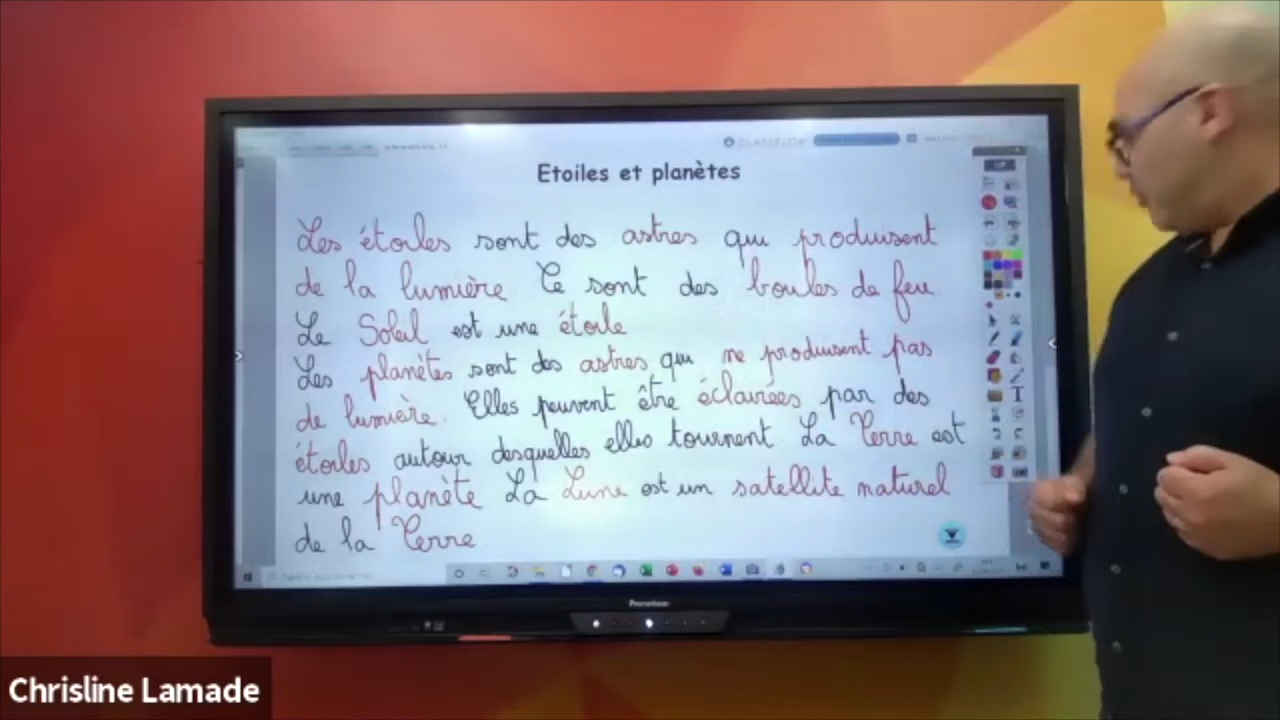 CLASSFLOW
Etoiles et planètes
Les étoiles sont des astres qui produisent
de la lumière. Ce sont des boules de feu
Le Soleil est une étoile
Les planètes sont des astres qui ne produisent pas
de lumière. Elles peuvent être éclairées par des
étoiles autour desquelles elles tournent. La Terre est
une planète La Lune est un satellite naturel
de la Terre.
Promethean
Chrisline Lamade